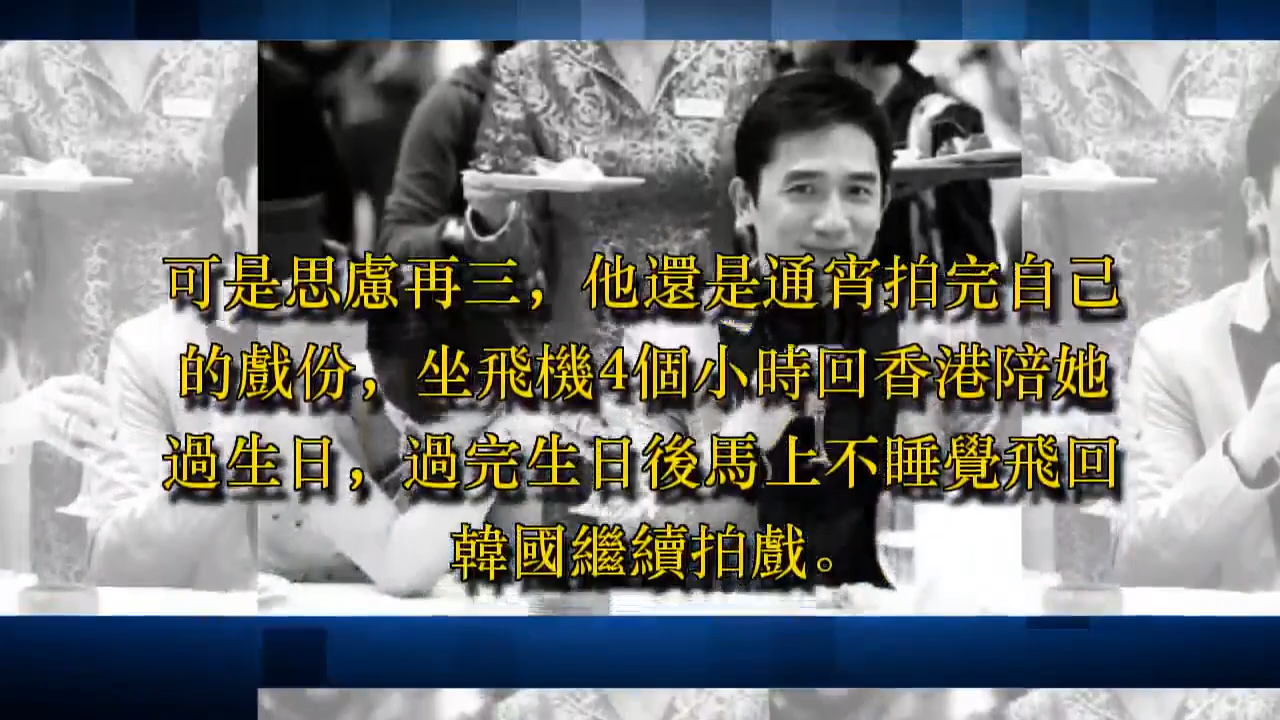 可是思慮再三，他還是通宵拍完自己
的戲份，坐飛機4個小時回香港陪她
過生日，過完生日後馬上不睡覺飛回
韓國繼續拍戲。